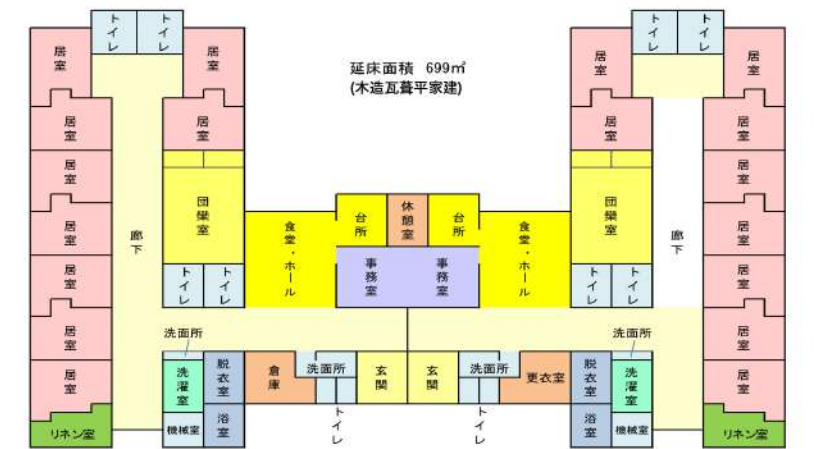 トイレ トイレ トイレ トイレ
延床面積 699㎡
(木造瓦葺平家建)
居室 居室 居室 居室
居室 居室 居室 居室
居室 団欒室 団欒室 居室
居室 食堂・ホール 台所 休憩室 台所 食堂・ホール 居室
廊下 廊下
居室 トイレ トイレ 事務室 事務室 トイレ トイレ 居室
居室 洗面所 洗面所 居室
居室 洗濯室 脱衣室 倉庫 洗面所 玄関 玄関 洗面所 更衣室 脱衣室 洗濯室 居室
リネン室 機械室 浴室 トイレ トイレ 浴室 機械室 リネン室